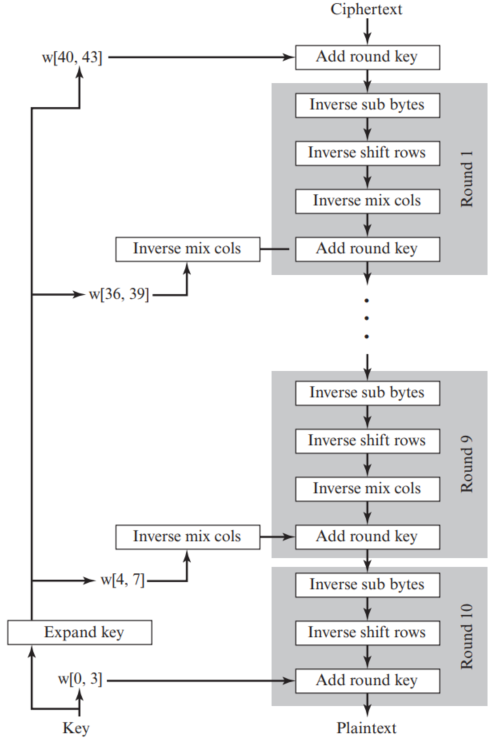 Ciphertext
w[40, 43]
Add round key
Inverse sub bytes
Inverse shift rows
Round 1
Inverse mix cols
Inverse mix cols
Add round key
w[36, 39]
Inverse sub bytes
Inverse shift rows
Round 9
Inverse mix cols
Inverse mix cols
Add round key
w[4, 7]
Inverse sub bytes
Expand key
Inverse shift rows
Round 10
w[0, 3]
Add round key
Key
Plaintext